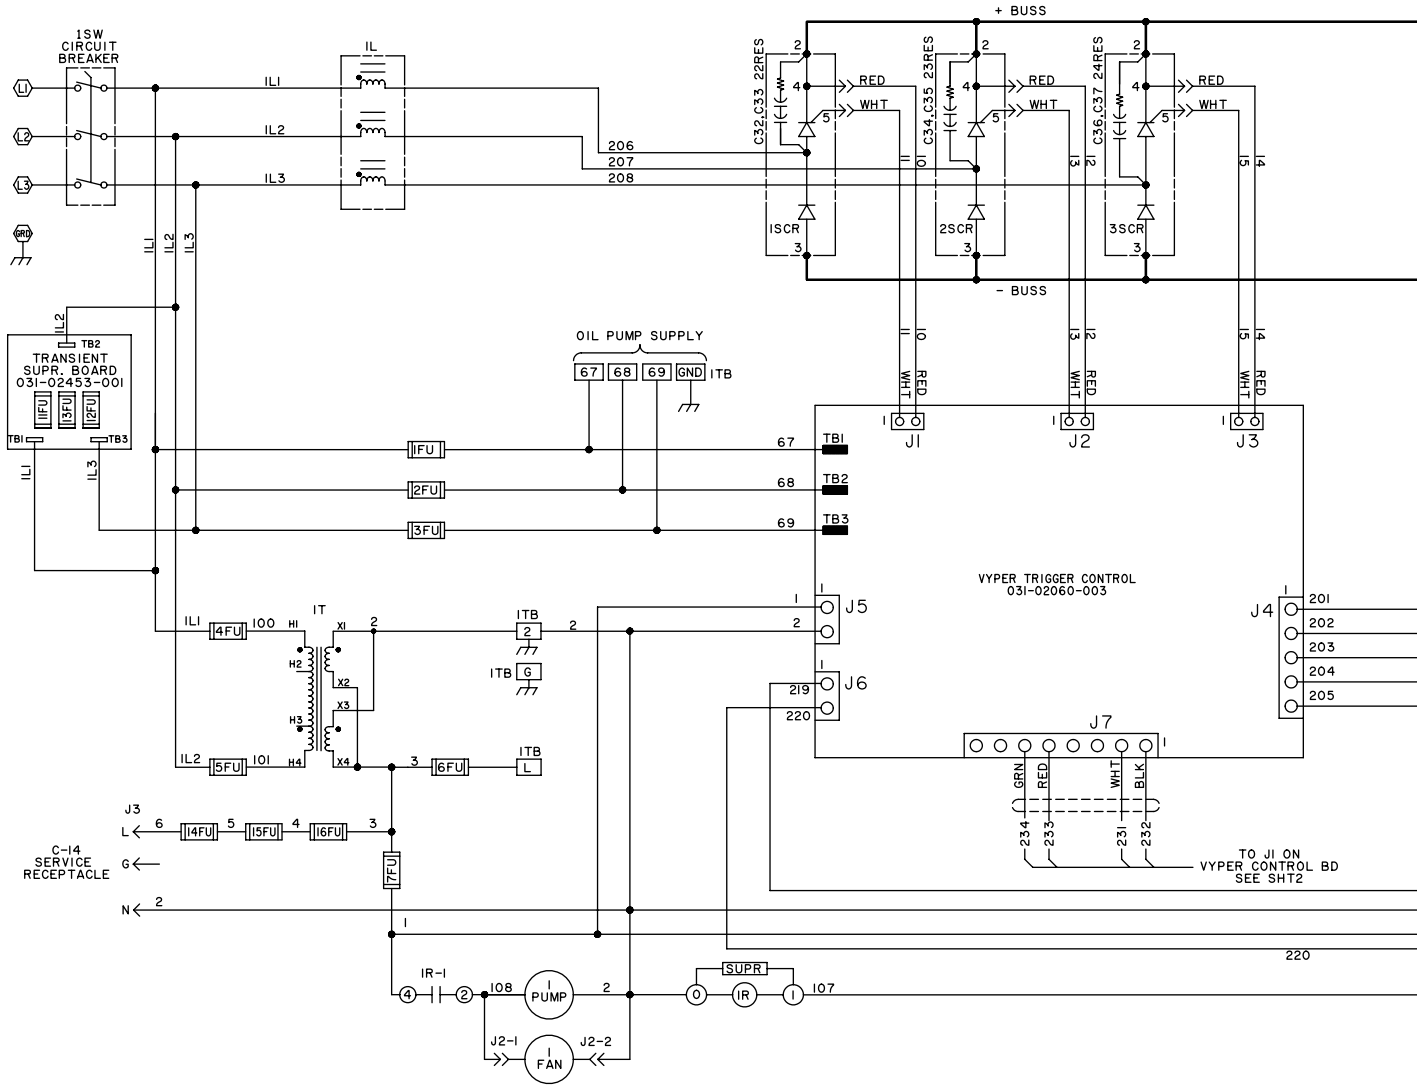 + BUSS
1SW
CIRCUIT
BREAKER
1L
L1
L2
L3
GRD
1L1
1L2
1L3
206
207
208
C32,C33 22RES
2
4
5
1SCR
3
RED
WHT
11
10
C34,C35 23RES
2
4
5
2SCR
3
RED
WHT
13
12
C36,C37 24RES
2
4
5
3SCR
3
RED
WHT
15
14
- BUSS
1L1
1L2
1L3
1L2
TB2
TRANSIENT
SUPR. BOARD
031-02453-001
11FU
13FU
12FU
TB1
TB3
1L1
1L3
OIL PUMP SUPPLY
67
68
69
GND
1TB
11
10
WHT
RED
13
12
WHT
RED
15
14
WHT
RED
1
J1
1
J2
1
J3
1FU
67
TB1
2FU
68
TB2
3FU
69
TB3
VYPER TRIGGER CONTROL
031-02060-003
1T
1L1
4FU
100
H1
H2
H3
H4
X1
X2
X3
X4
2
1TB
2
2
1TB
G
1L2
5FU
101
3
6FU
1TB
L
1
1
J5
2
1
219
J6
220
1
J4
201
202
203
204
205
J7
1
GRN
RED
WHT
BLK
234
233
231
232
TO J1 ON
VYPER CONTROL BD
SEE SHT2
J3
L
6
14FU
5
15FU
4
16FU
3
C-14
SERVICE
RECEPTACLE
G
N
2
7FU
1
220
1R-1
4
2
108
1
PUMP
2
SUPR
0
1R
1
107
J2-1
1
FAN
J2-2